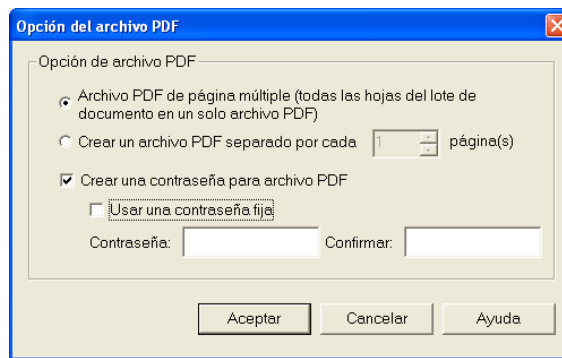 Opción del archivo PDF
Opción de archivo PDF
Archivo PDF de página múltiple (todas las hojas del lote de
documento en un solo archivo PDF)
Crear un archivo PDF separado por cada 1 página(s)
Crear una contraseña para archivo PDF
Usar una contraseña fija
Contraseña: Confirmar:
Aceptar Cancelar Ayuda